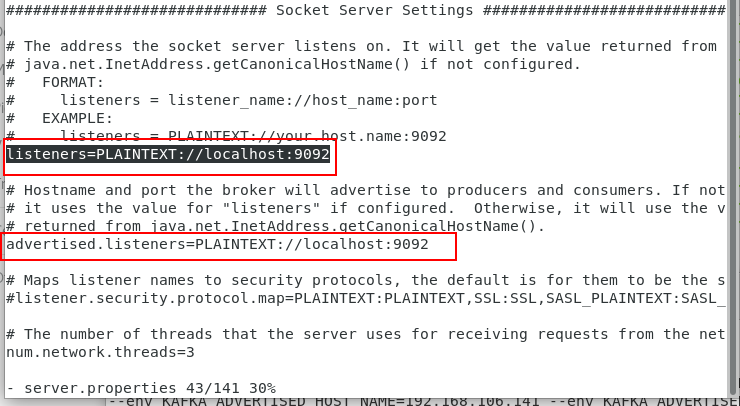 ############################ Socket Server Settings ###########################
# The address the socket server listens on. It will get the value returned from
# java.net.InetAddress.getCanonicalHostName() if not configured.
#   FORMAT:
#     listeners = listener_name://host_name:port
#   EXAMPLE:
#     listeners = PLAINTEXT://your.host.name:9092
listeners=PLAINTEXT://localhost:9092
# Hostname and port the broker will advertise to producers and consumers. If not
# it uses the value for "listeners" if configured.  Otherwise, it will use the v
# returned from java.net.InetAddress.getCanonicalHostName().
advertised.listeners=PLAINTEXT://localhost:9092
# Maps listener names to security protocols, the default is for them to be the s
#listener.security.protocol.map=PLAINTEXT:PLAINTEXT,SSL:SSL,SASL_PLAINTEXT:SASL_
# The number of threads that the server uses for receiving requests from the net
num.network.threads=3
- server.properties 43/141 30%
--env KAFKA_ADVERTISED_HOST_NAME=192.168.106.141 --env KAFKA_ADVERTISE